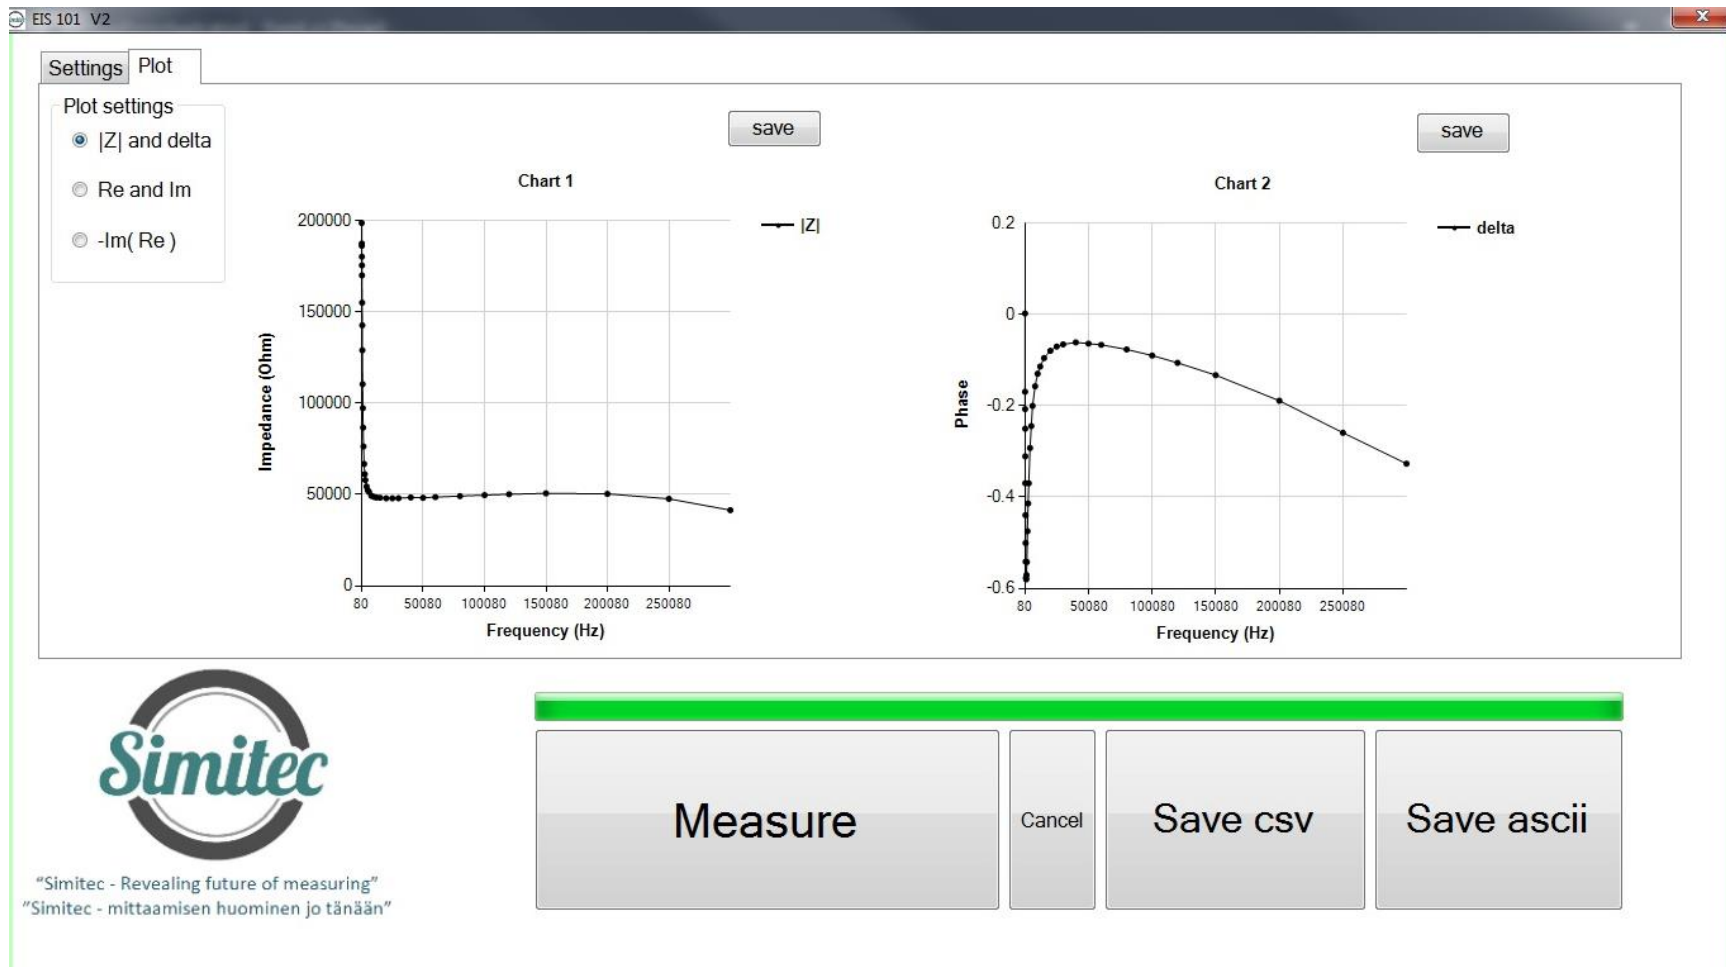 EIS 101 V2
Settings Plot
Plot settings
|Z| and delta
Re and Im
-Im( Re )
save
Chart 1
|Z|
200000
150000
100000
50000
0
Impedance (Ohm)
80 50080 100080 150080 200080 250080
Frequency (Hz)
save
Chart 2
delta
0.2
0
-0.2
-0.4
-0.6
Phase
80 50080 100080 150080 200080 250080
Frequency (Hz)
Simitec
“Simitec - Revealing future of measuring”
”Simitec - mittaamisen huominen jo tänään”
Measure
Cancel
Save csv
Save ascii